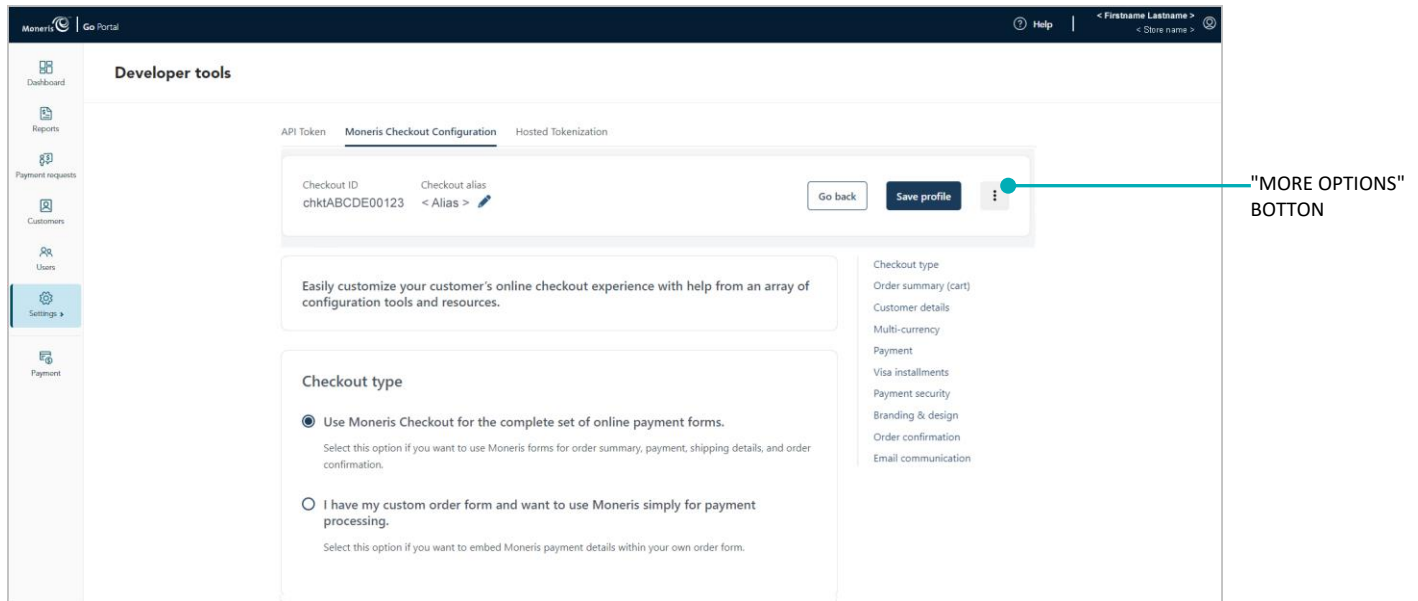 Moneris Go Portal
Help
< Firstname Lastname >
< Store name >
Dashboard
Reports
Payment requests
Customers
Users
Settings
Payment
Developer tools
API Token Moneris Checkout Configuration Hosted Tokenization
Checkout ID Checkout alias
chktABCDE00123 < Alias >
Go back Save profile
"MORE OPTIONS"
BOTTON
Easily customize your customer's online checkout experience with help from an array of
configuration tools and resources.
Checkout type
Use Moneris Checkout for the complete set of online payment forms.
Select this option if you want to use Moneris forms for order summary, payment, shipping details, and order
confirmation.
I have my custom order form and want to use Moneris simply for payment
processing.
Select this option if you want to embed Moneris payment details within your own order form.
Checkout type
Order summary (cart)
Customer details
Multi-currency
Payment
Visa installments
Payment security
Branding & design
Order confirmation
Email communication